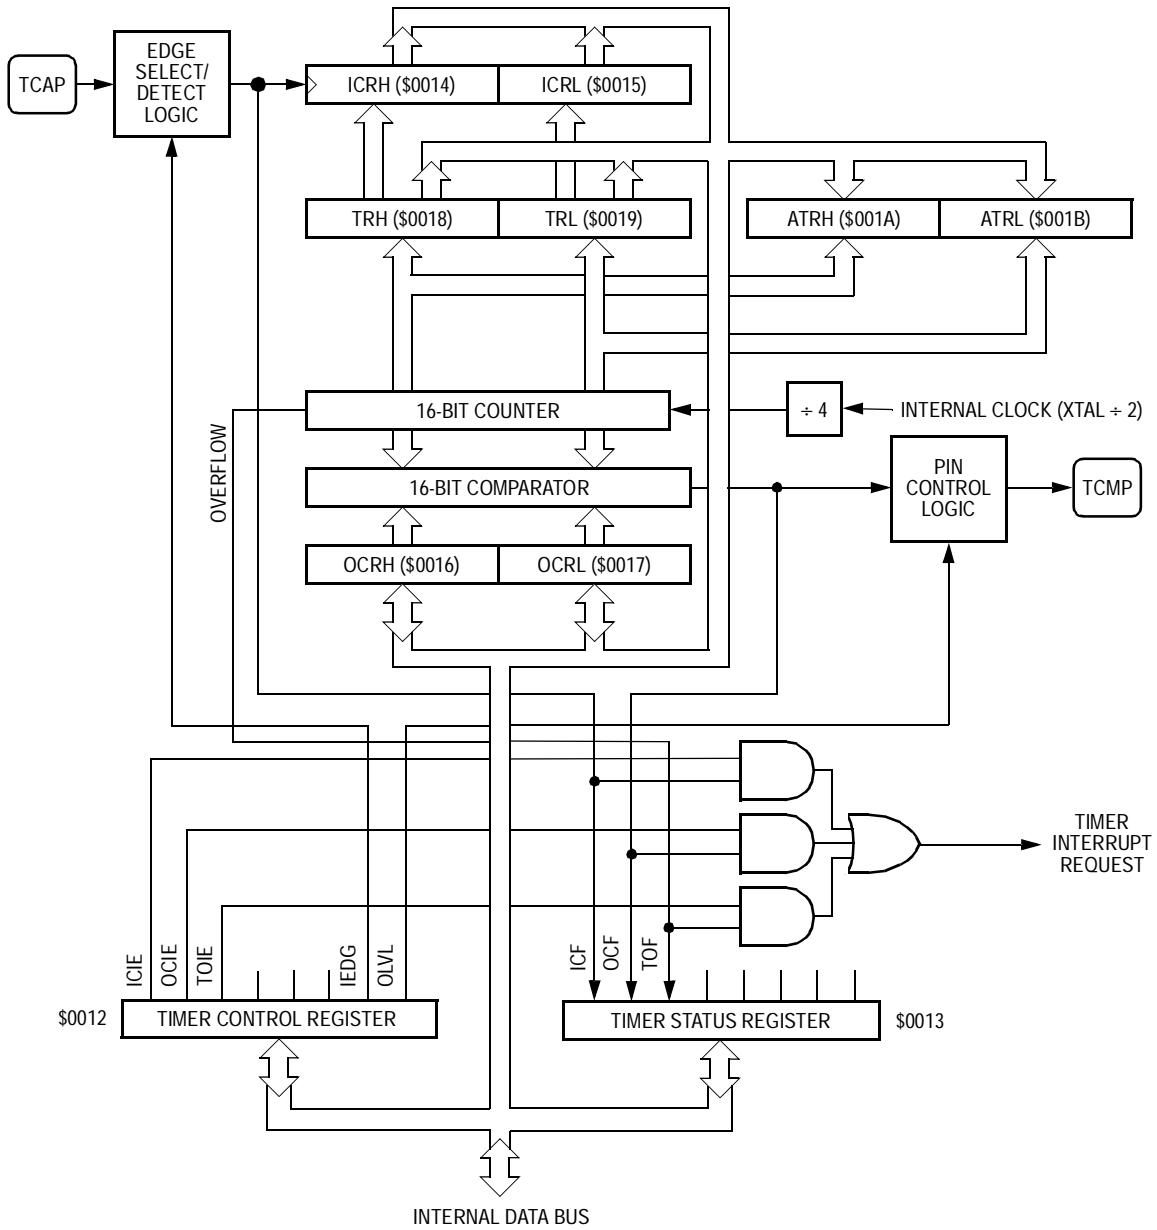 EDGE
SELECT/
DETECT
LOGIC
TCAP
ICRH ($0014)
ICRL ($0015)
TRH ($0018)
TRL ($0019)
ATRH ($001A)
ATRL ($001B)
16-BIT COUNTER
÷ 4
INTERNAL CLOCK (XTAL ÷ 2)
OVERFLOW
16-BIT COMPARATOR
PIN
CONTROL
LOGIC
TCMP
OCRH ($0016)
OCRL ($0017)
TIMER
INTERRUPT
REQUEST
ICIE
OCIE
TOIE
IEDG
OLVL
ICF
OCF
TOF
$0012
TIMER CONTROL REGISTER
TIMER STATUS REGISTER
$0013
INTERNAL DATA BUS